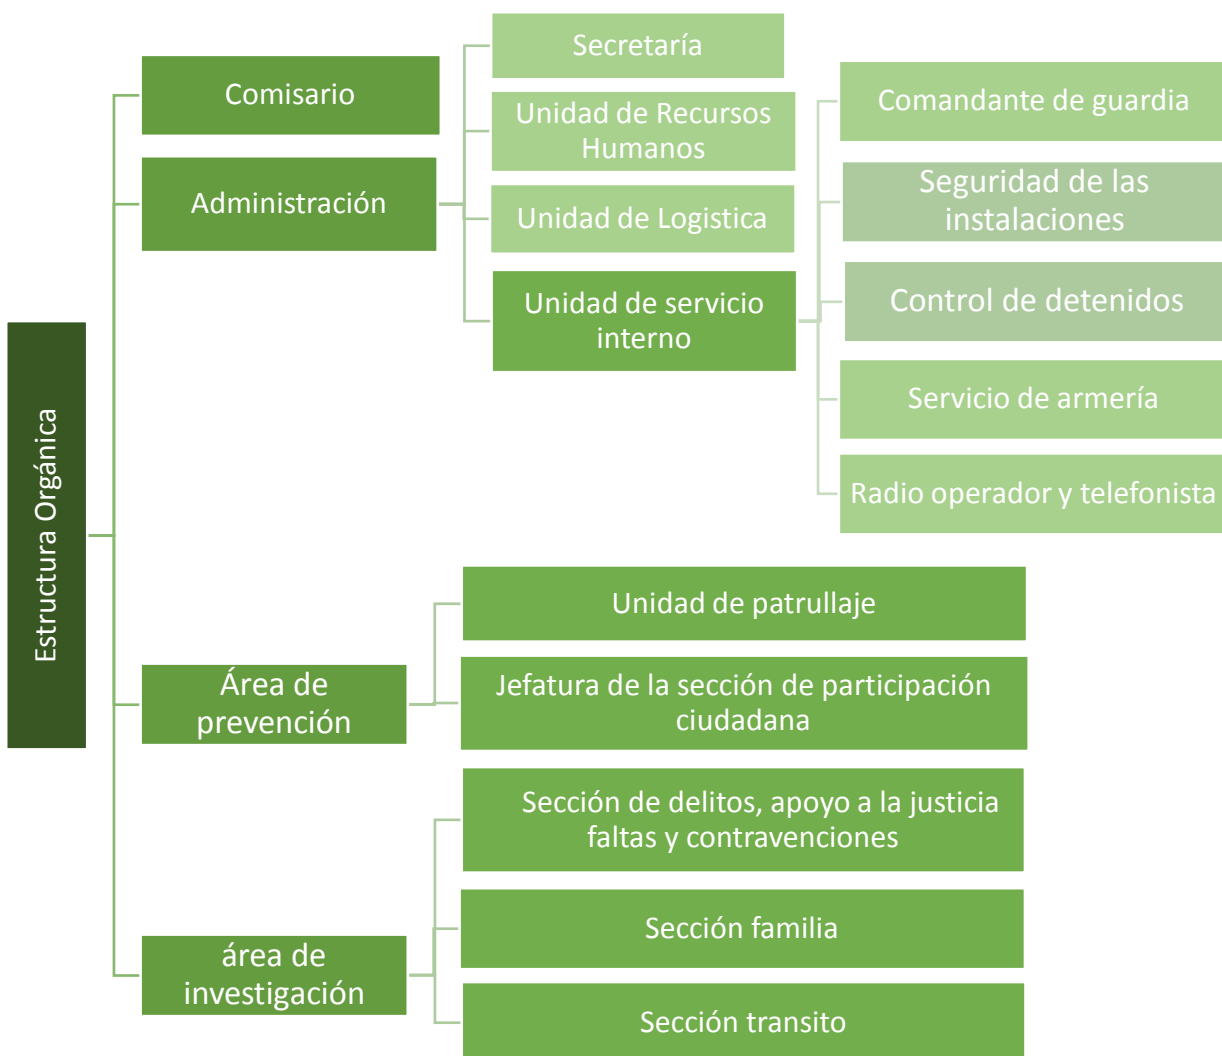 Estructura Orgánica
Comisario
Administración
Secretaría
Unidad de Recursos
Humanos
Unidad de Logistica
Unidad de servicio
interno
Comandante de guardia
Seguridad de las
instalaciones
Control de detenidos
Servicio de armería
Radio operador y telefonista
Área de
prevención
Unidad de patrullaje
Jefatura de la sección de participación
ciudadana
área de
investigación
Sección de delitos, apoyo a la justicia
faltas y contravenciones
Sección familia
Sección transito